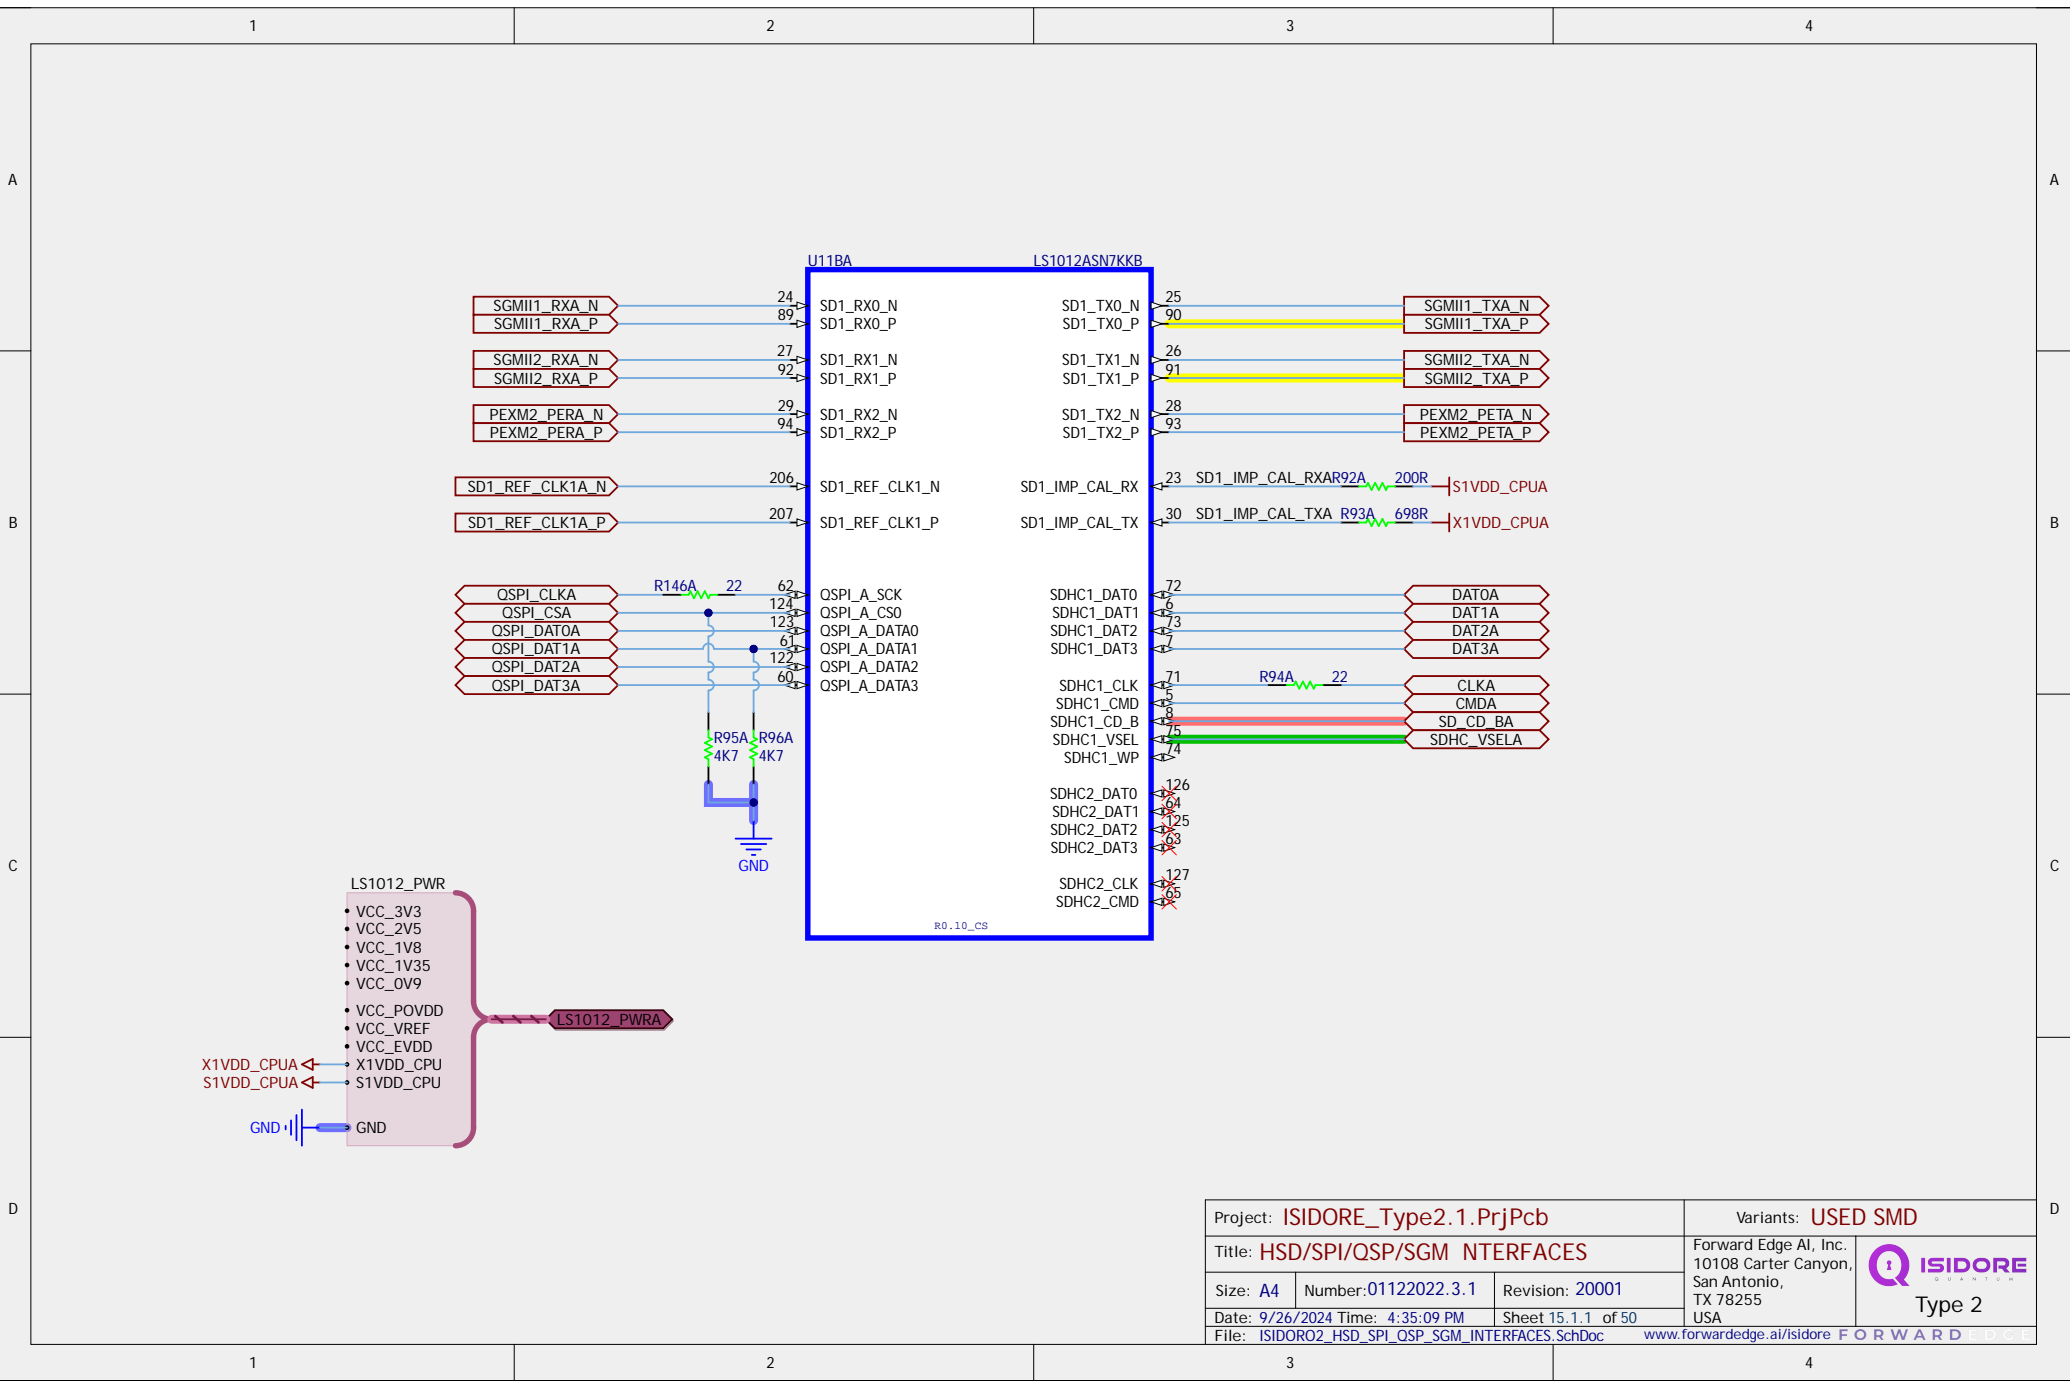 1 2 3 4
A A
U11BA LS1012ASN7KKB
SGMII1_RXA_N 24 SD1_RX0_N SD1_TX0_N 25 SGMII1_TXA_N
SGMII1_RXA_P 89 SD1_RX0_P SD1_TX0_P 90 SGMII1_TXA_P
SGMII2_RXA_N 27 SD1_RX1_N SD1_TX1_N 26 SGMII2_TXA_N
SGMII2_RXA_P 92 SD1_RX1_P SD1_TX1_P 91 SGMII2_TXA_P
PEXM2_PERA_N 29 SD1_RX2_N SD1_TX2_N 28 PEXM2_PETA_N
PEXM2_PERA_P 94 SD1_RX2_P SD1_TX2_P 93 PEXM2_PETA_P
SD1_REF_CLK1A_N 206 SD1_REF_CLK1_N SD1_IMP_CAL_RX 23 SD1_IMP_CAL_RXA R92A 200R S1VDD_CPUA
B SD1_REF_CLK1A_P 207 SD1_REF_CLK1_P SD1_IMP_CAL_TX 30 SD1_IMP_CAL_TXA R93A 698R X1VDD_CPUA B
QSPI_CLKA R146A 22 62 QSPI_A_SCK SDHC1_DAT0 72 DAT0A
QSPI_CSA 124 QSPI_A_CS0 SDHC1_DAT1 6 DAT1A
QSPI_DAT0A 123 QSPI_A_DATA0 SDHC1_DAT2 73 DAT2A
QSPI_DAT1A 61 QSPI_A_DATA1 SDHC1_DAT3 7 DAT3A
QSPI_DAT2A 122 QSPI_A_DATA2
QSPI_DAT3A 60 QSPI_A_DATA3 SDHC1_CLK 71 R94A 22 CLKA
SDHC1_CMD 5 CMDA
SDHC1_CD_B 8 SD_CD_BA
R95A R96A SDHC1_VSEL 75 SDHC_VSELA
4K7 4K7 SDHC1_WP 74
SDHC2_DAT0 126
SDHC2_DAT1 64
SDHC2_DAT2 125
SDHC2_DAT3 63
C GND C
SDHC2_CLK 127
SDHC2_CMD 65
R0.10_CS
LS1012_PWR
VCC_3V3
VCC_2V5
VCC_1V8
VCC_1V35
VCC_0V9
VCC_POVDD
LS1012_PWRA
VCC_VREF
VCC_EVDD
X1VDD_CPUA X1VDD_CPU
S1VDD_CPUA S1VDD_CPU
GND GND
D D
Project: ISIDORE_Type2.1.PrjPcb Variants: USED SMD
Title: HSD/SPI/QSP/SGM NTERFACES
Size: A4 Number:01122022.3.1 Revision: 20001
Date: 9/26/2024 Time: 4:35:09 PM Sheet 15.1.1 of 50
File: ISIDORO2_HSD_SPI_QSP_SGM_INTERFACES.SchDoc
Forward Edge AI, Inc.
10108 Carter Canyon,
San Antonio,
TX 78255
USA
ISIDORE
QUANTUM
Type 2
www.forwardedge.ai/isidore FORWARDEDGE
1 2 3 4